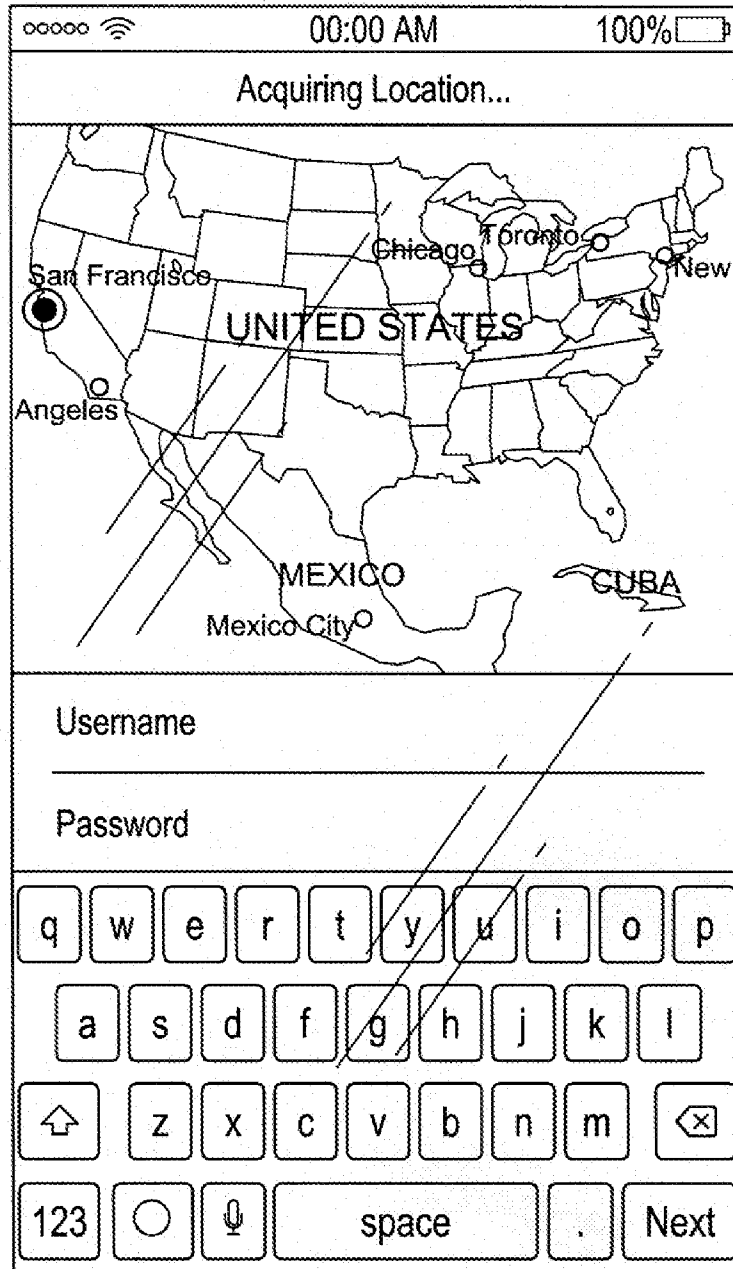 00:00 AM 100%
Acquiring Location...
Chicago Toronto
San Francisco New
UNITED STATES
Angeles
MEXICO CUBA
Mexico City
Username
Password
q w e r t y u i o p
a s d f g h j k l
z x c v b n m
123 space . Next